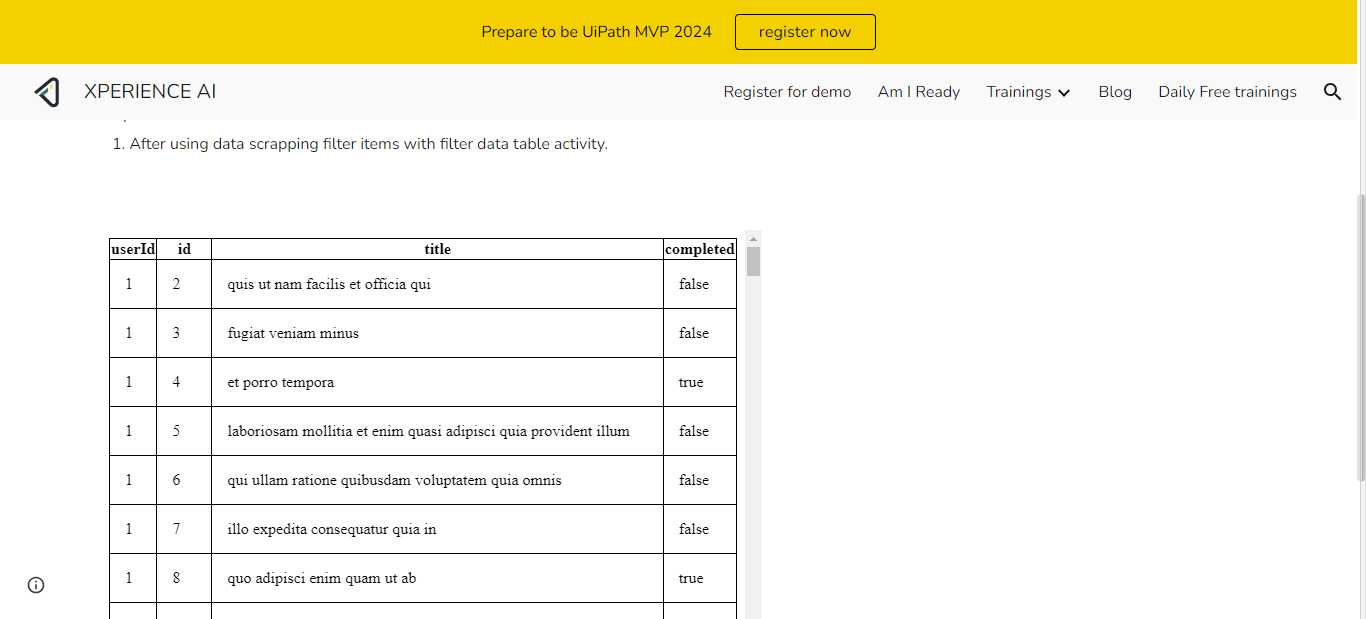 Prepare to be UiPath MVP 2024 register now
XPERIENCE AI Register for demo Am I Ready Trainings Blog Daily Free trainings
1. After using data scrapping filter items with filter data table activity.
userId id title completed
1 2 quis ut nam facilis et officia qui false
1 3 fugiat veniam minus false
1 4 et porro tempora true
1 5 laboriosam mollitia et enim quasi adipisci quia provident illum false
1 6 qui ullam ratione quibusdam voluptatem quia omnis false
1 7 illo expedita consequatur quia in false
1 8 quo adipisci enim quam ut ab true